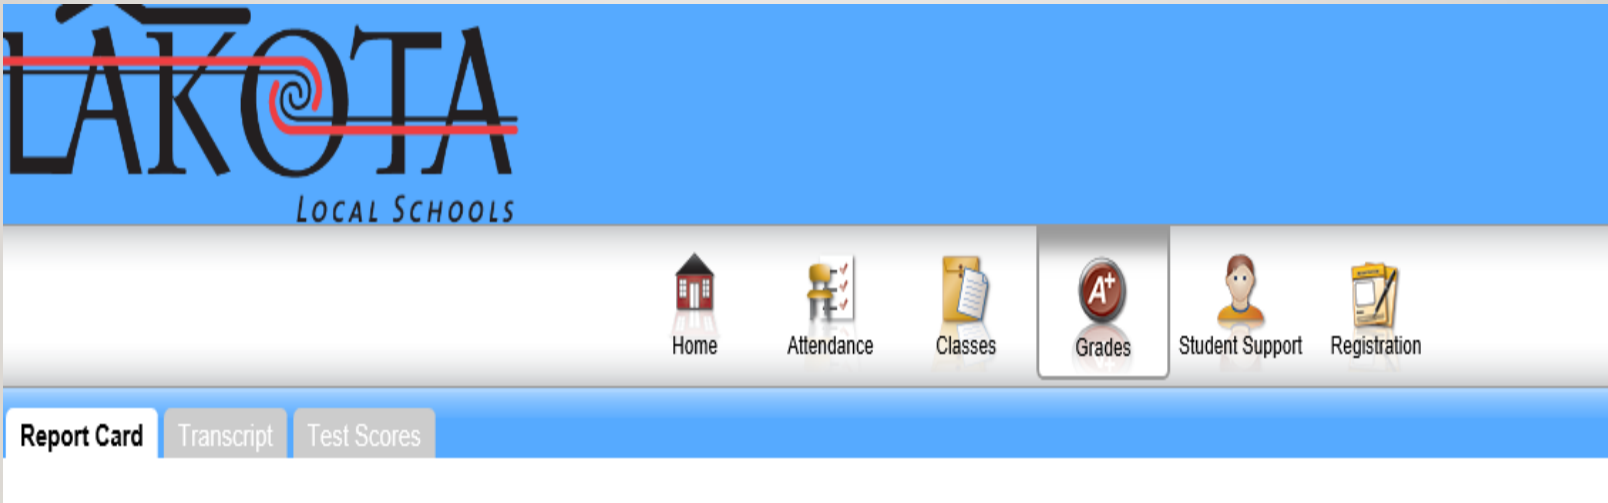 LAKOTA
LOCAL SCHOOLS
Home Attendance Classes A+ Grades Student Support Registration
Report Card Transcript Test Scores